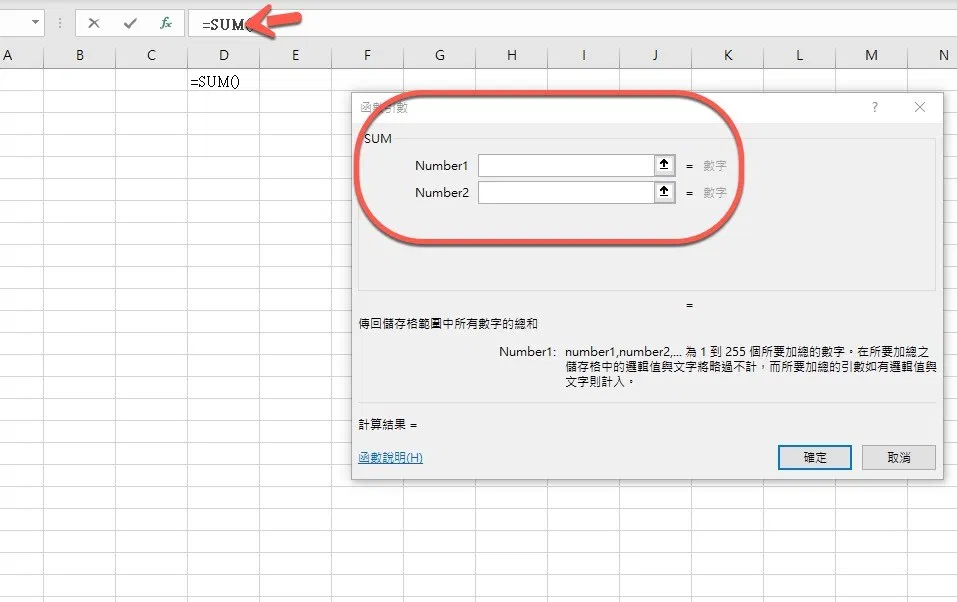 fx =SUM()
A B C D E F G H I J K L M N
=SUM()
函數引數 ?
SUM
Number1 = 數字
Number2 = 數字
=
傳回儲存格範圍中所有數字的總和
Number1: number1,number2,... 為 1 到 255 個所要加總的數字。在所要加總之
儲存格中的邏輯值與文字將略過不計，而所要加總的引數如有邏輯值與
文字則計入。
計算結果 =
函數說明(H) 確定 取消